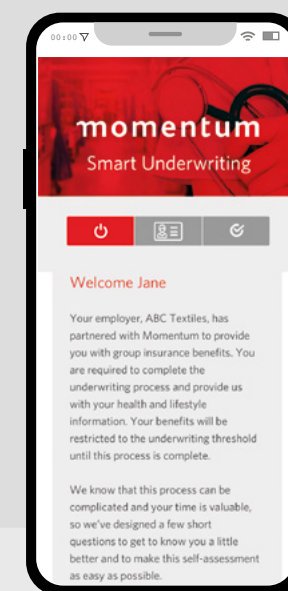 00:00
momentum
Smart Underwriting
Welcome Jane
Your employer, ABC Textiles, has
partnered with Momentum to provide
you with group insurance benefits. You
are required to complete the
underwriting process and provide us
with your health and lifestyle
information. Your benefits will be
restricted to the underwriting threshold
until this process is complete.
We know that this process can be
complicated and your time is valuable,
so we've designed a few short
questions to get to know you a little
better and to make this self-assessment
as easy as possible.